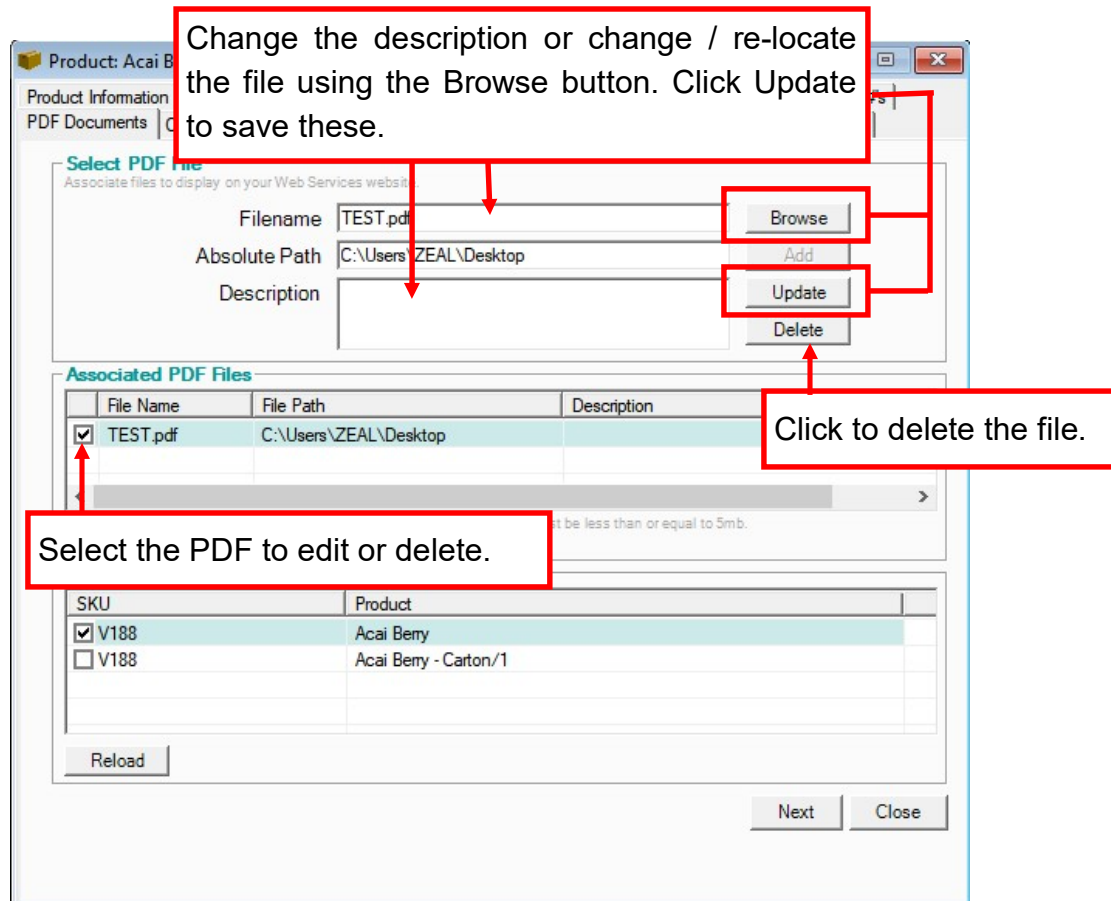 Change the description or change / re-locate
the file using the Browse button. Click Update
to save these.
Product: Acai B
Product Information
PDF Documents
Select PDF File
Associate files to display on your Web Services website.
Filename TEST.pdf Browse
Absolute Path C:\Users\ZEAL\Desktop Add
Description Update
Delete
Associated PDF Files
File Name File Path Description
TEST.pdf C:\Users\ZEAL\Desktop
Click to delete the file.
be less than or equal to 5mb.
Select the PDF to edit or delete.
SKU Product
V188 Acai Berry
V188 Acai Berry - Carton/1
Reload
Next Close